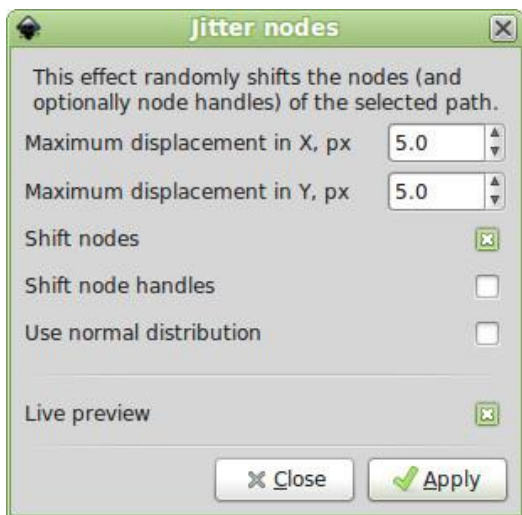 Jitter nodes
This effect randomly shifts the nodes (and
optionally node handles) of the selected path.
Maximum displacement in X, px 5.0
Maximum displacement in Y, px 5.0
Shift nodes
Shift node handles
Use normal distribution
Live preview
Close Apply